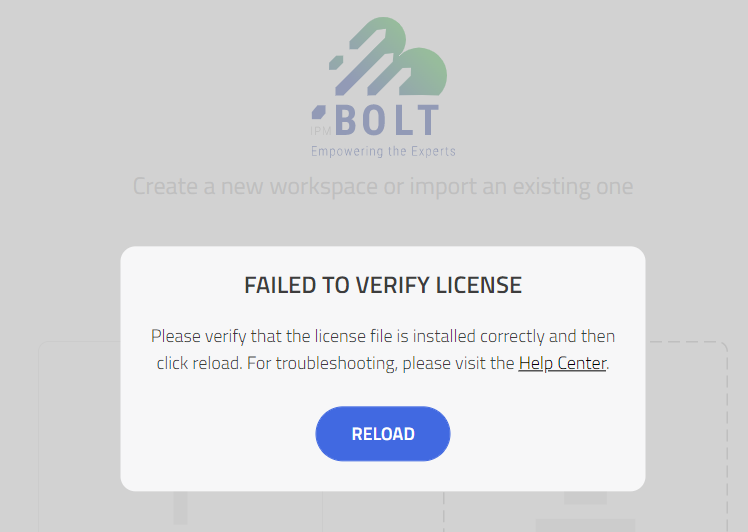 IPM BOLT
Empowering the Experts
Create a new workspace or import an existing one
FAILED TO VERIFY LICENSE
Please verify that the license file is installed correctly and then
click reload. For troubleshooting, please visit the Help Center.
RELOAD